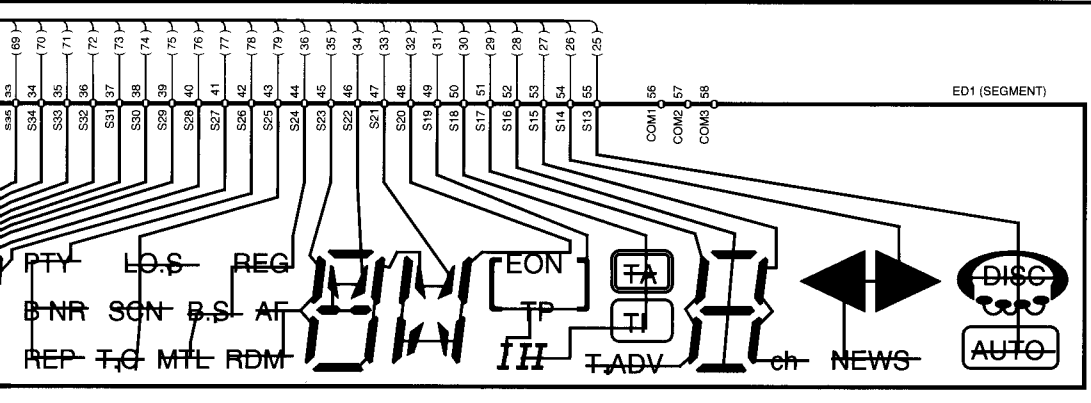 (69 (70) (71) (72) (73) (74) (75) (76) (77) (78) (79) (36) (35) (34) (33) (32) (31) (30) (29) (28) (27) (26) (25)
33 34 35 36 37 38 39 40 41 42 43 44 45 46 47 48 49 50 51 52 53 54 55 56 57 58
ED1 (SEGMENT)
S35 S34 S33 S32 S31 S30 S29 S28 S27 S26 S25 S24 S23 S22 S21 S20 S19 S18 S17 S16 S15 S14 S13 COM1 COM2 COM3
PTY LO.S REG EON TA DISC
B NR SCN B.S AF TP TI
REP T.C MTL RDM IH T.ADV ch NEWS AUTO